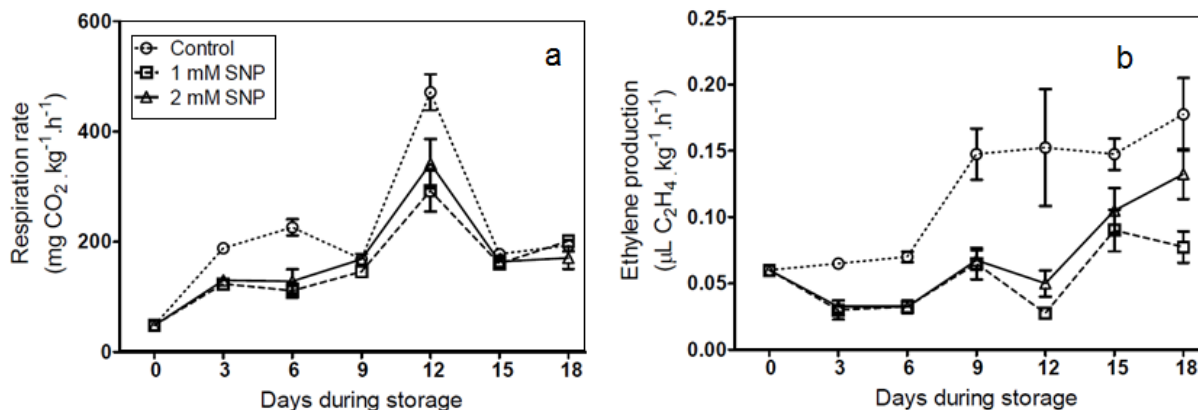 600
400
200
0
Respiration rate
(mg CO₂. kg⁻¹.h⁻¹)
Control
1 mM SNP
2 mM SNP
a
0 3 6 9 12 15 18
Days during storage
0.25
0.20
0.15
0.10
0.05
0.00
Ethylene production
(µL C₂H₄. kg⁻¹.h⁻¹)
b
0 3 6 9 12 15 18
Days during storage